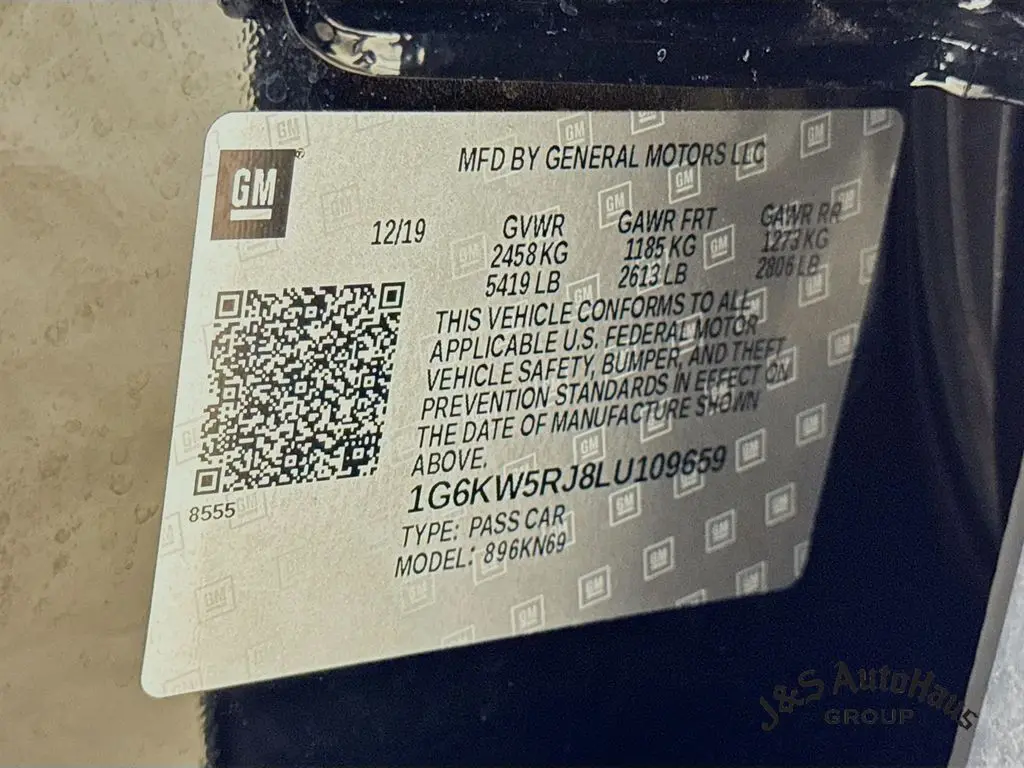 GM
MFD BY GENERAL MOTORS LLC
12/19
GVWR
2458 KG
5419 LB
GAWR FRT
1185 KG
2613 LB
GAWR RR
1273 KG
2806 LB
THIS VEHICLE CONFORMS TO ALL
APPLICABLE U.S. FEDERAL MOTOR
VEHICLE SAFETY, BUMPER, AND THEFT
PREVENTION STANDARDS IN EFFECT ON
THE DATE OF MANUFACTURE SHOWN
ABOVE.
1G6KW5RJ8LU109659
TYPE: PASS CAR
MODEL: 896KN69
8555
J&S AutoHaus
GROUP